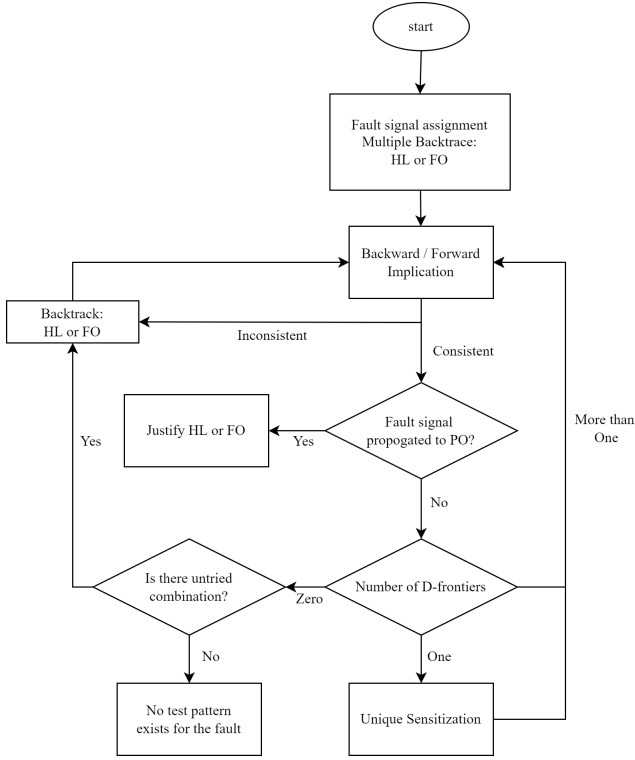 start
Fault signal assignment
Multiple Backtrace:
HL or FO
Backward / Forward
Implication
Backtrack:
HL or FO
Inconsistent
Consistent
Justify HL or FO
Yes
Fault signal
propogated to PO?
More than
One
Yes
No
Is there untried
combination?
Zero
Number of D-frontiers
No
One
No test pattern
exists for the fault
Unique Sensitization